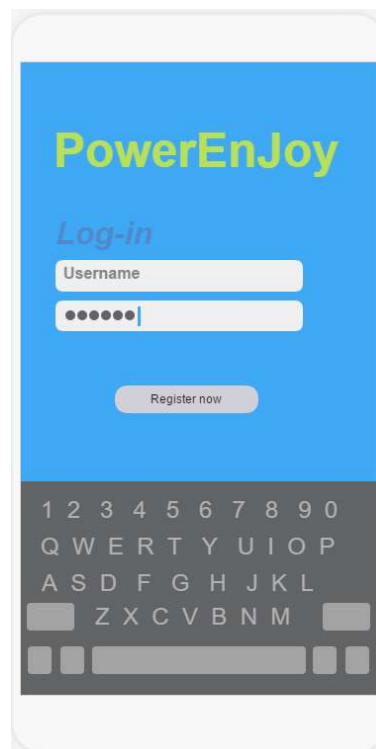 PowerEnJoy
Log-in
Username
●●●●●●
Register now
1 2 3 4 5 6 7 8 9 0
Q W E R T Y U I O P
A S D F G H J K L
Z X C V B N M